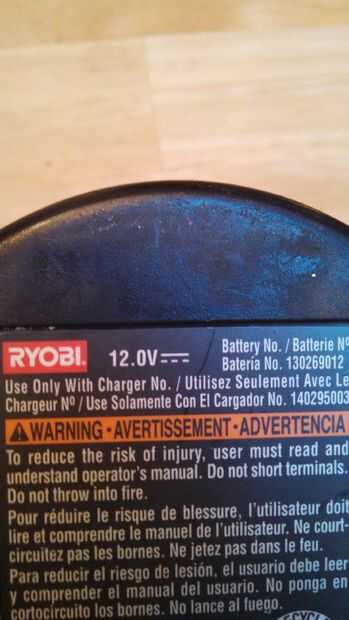 RYOBI. 12.0V⎓ Battery No. / Batterie Nº
Bateria No. 130269012
Use Only With Charger No. / Utilisez Seulement Avec Le
Chargeur Nº / Use Solamente Con El Cargador No. 140295003
WARNING · AVERTISSEMENT · ADVERTENCIA
To reduce the risk of injury, user must read and
understand operator's manual. Do not short terminals.
Do not throw into fire.
Pour réduire le risque de blessure, l'utilisateur doit
lire et comprendre le manuel de l'utilisateur. Ne court-
circuitez pas les bornes. Ne jetez pas dans le feu.
Para reducir el riesgo de lesión, el usuario debe leer
y comprender el manual del usuario. No ponga en
cortocircuito los bornes. No lance al fuego.